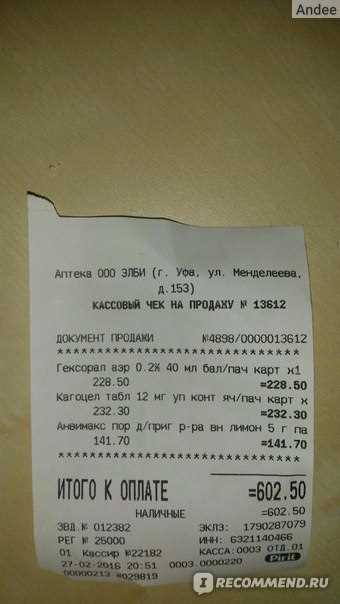 Andee
Аптека ООО ЭЛБИ (г. Уфа, ул. Менделеева,
д.153)
КАССОВЫЙ ЧЕК НА ПРОДАЖУ № 13612
ДОКУМЕНТ ПРОДАЖИ №4898/0000013612
************************************
Гексорал аэр 0.2% 40 мл бал/пач карт x1
228.50 =228.50
Кагоцел табл 12 мг уп конт яч/пач карт x
232.30 =232.30
Анвимакс пор д/приг р-ра вн лимон 5 г па
141.70 =141.70
************************************
ИТОГО К ОПЛАТЕ =602.50
НАЛИЧНЫЕ =602.50
ЗВД.№ 012382 ЭКЛЗ: 1790287079
РЕГ № 25000 ИНН: 6321140466
01 Кассир №22182 КАССА:0003 ОТД.01
27-02-2016 20:51 0003.0000220 Pirit
00000213 #029819
IRECOMMEND.RU